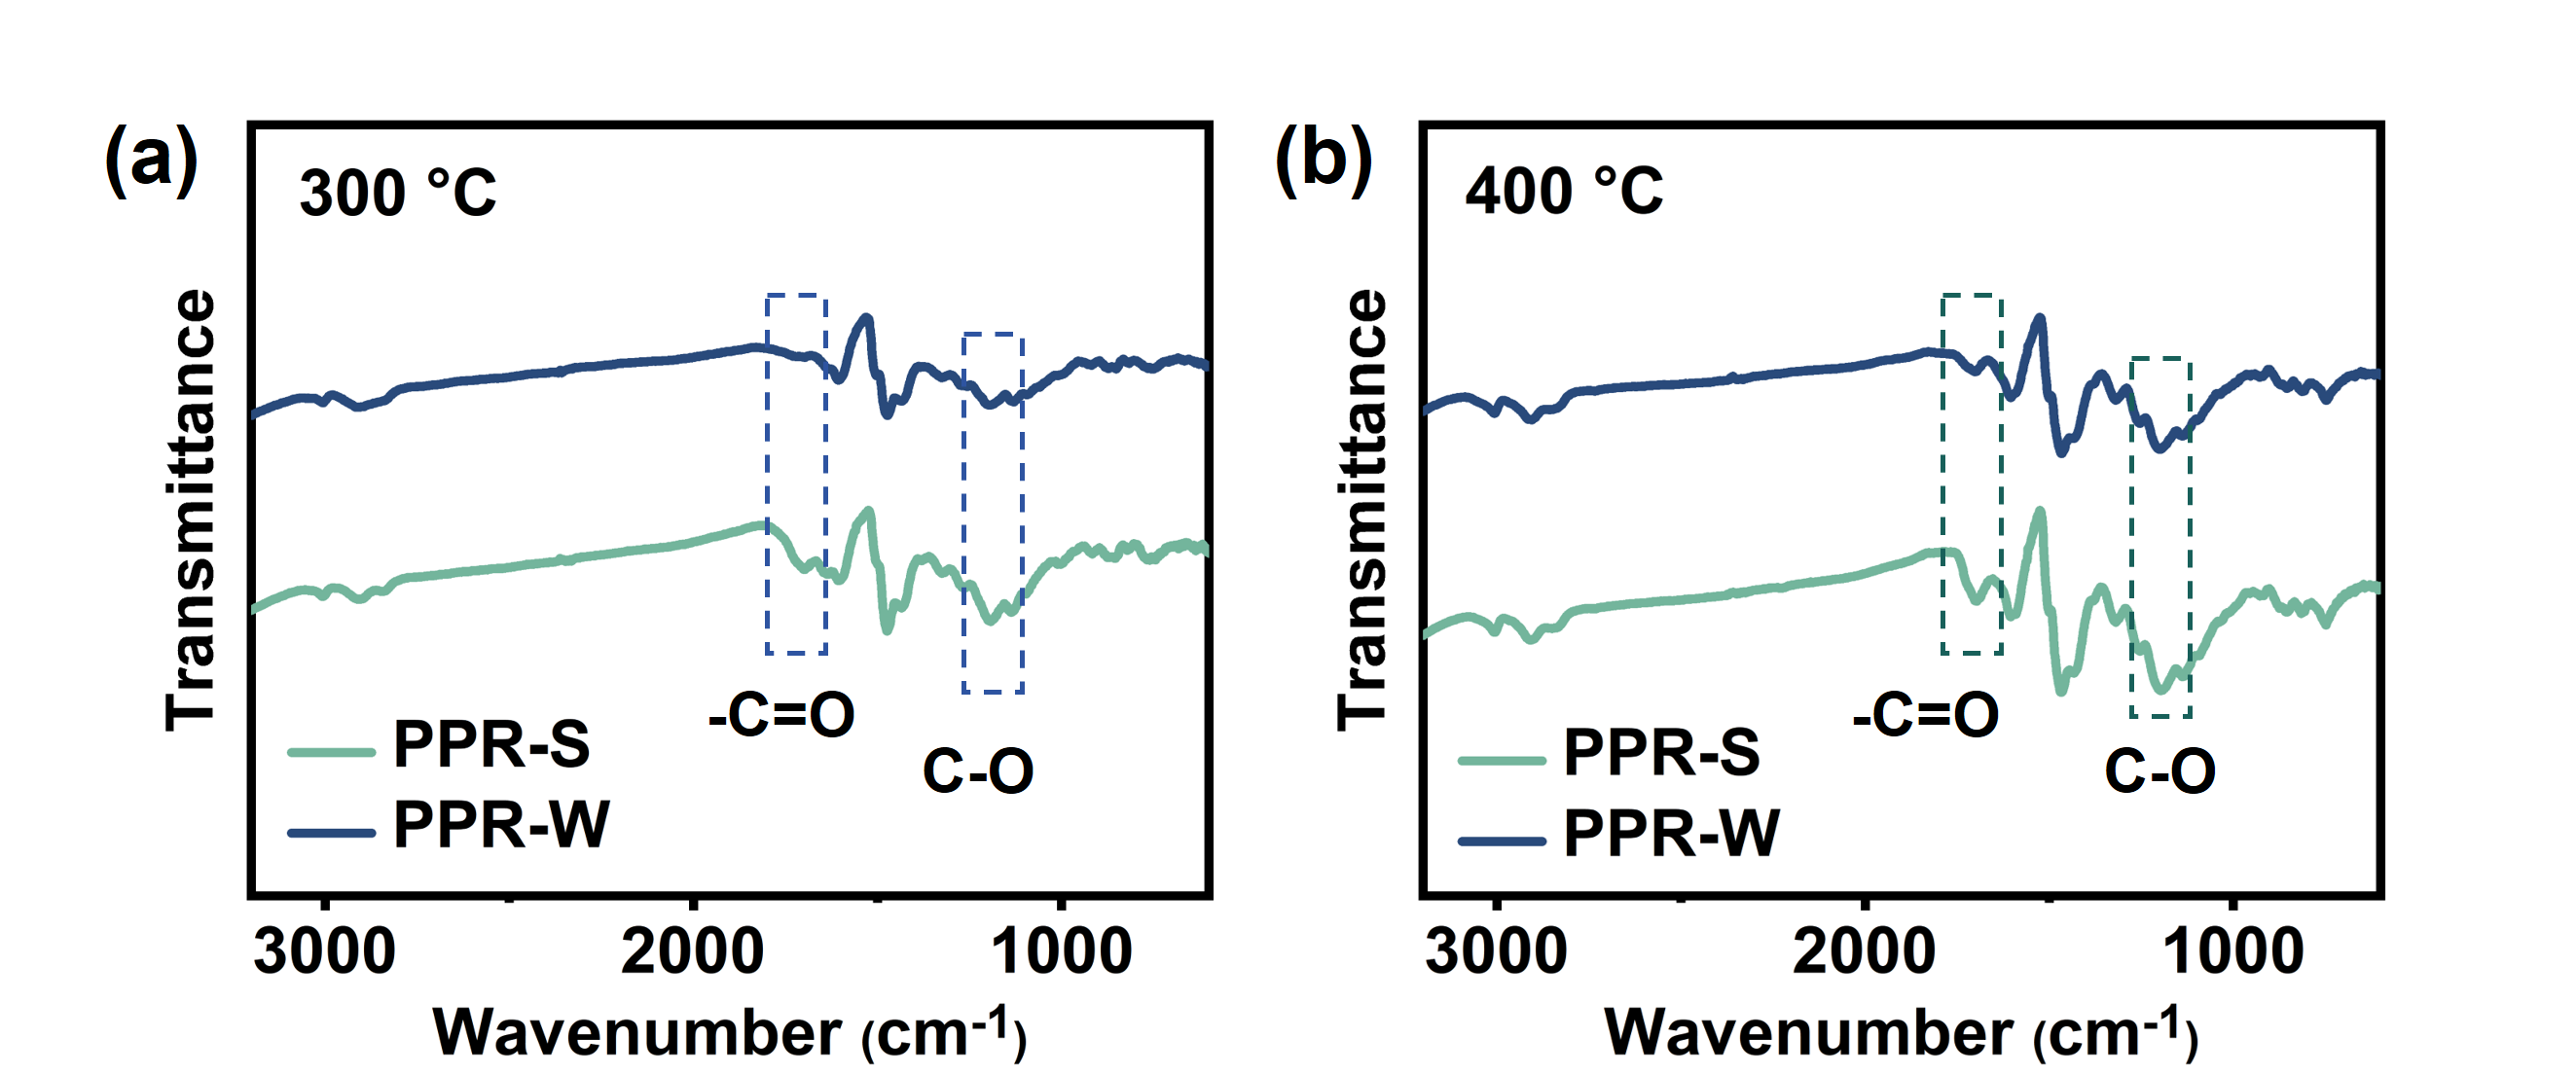 (a)
300 °C
Transmittance
-C=O
C-O
PPR-S
PPR-W
3000 2000 1000
Wavenumber (cm-1)
(b)
400 °C
Transmittance
-C=O
C-O
PPR-S
PPR-W
3000 2000 1000
Wavenumber (cm-1)